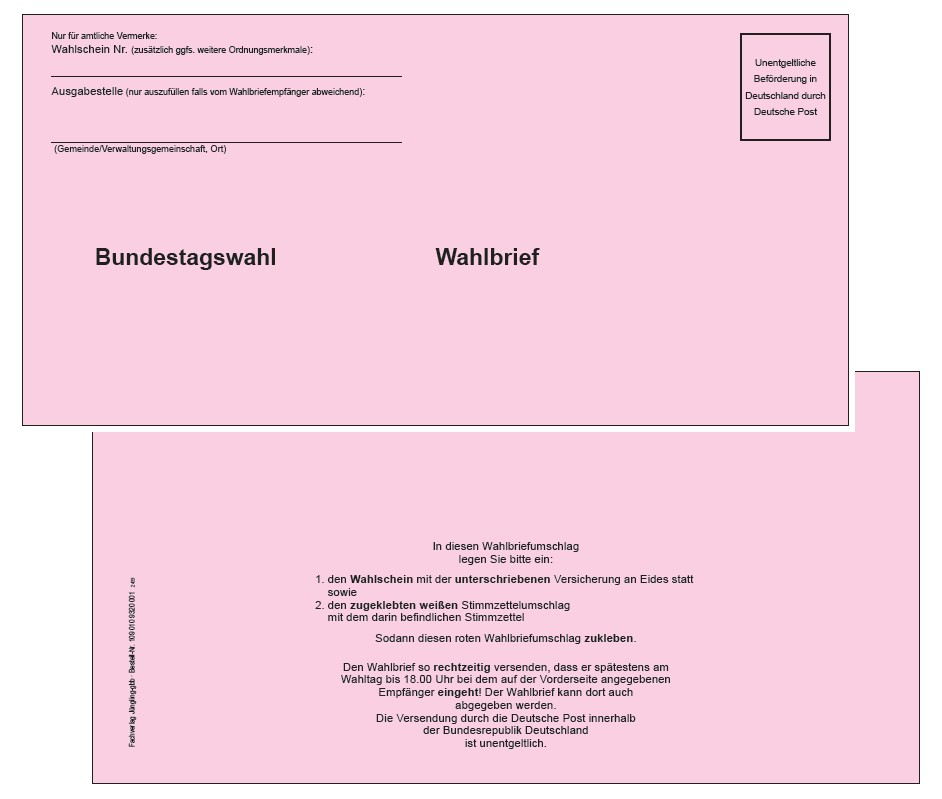 Nur für amtliche Vermerke:
Wahlschein Nr. (zusätzlich ggfs. weitere Ordnungsmerkmale):
Ausgabestelle (nur auszufüllen falls vom Wahlbriefempfänger abweichend):
(Gemeinde/Verwaltungsgemeinschaft, Ort)
Unentgeltliche
Beförderung in
Deutschland durch
Deutsche Post
Bundestagswahl
Wahlbrief
In diesen Wahlbriefumschlag
legen Sie bitte ein:
1. den Wahlschein mit der unterschriebenen Versicherung an Eides statt
sowie
2. den zugeklebten weißen Stimmzettelumschlag
mit dem darin befindlichen Stimmzettel
Sodann diesen roten Wahlbriefumschlag zukleben.
Den Wahlbrief so rechtzeitig versenden, dass er spätestens am
Wahltag bis 18.00 Uhr bei dem auf der Vorderseite angegebenen
Empfänger eingeht! Der Wahlbrief kann dort auch
abgegeben werden.
Die Versendung durch die Deutsche Post innerhalb
der Bundesrepublik Deutschland
ist unentgeltlich.
Fachverlag Jüngling-gbb · Bestell-Nr.